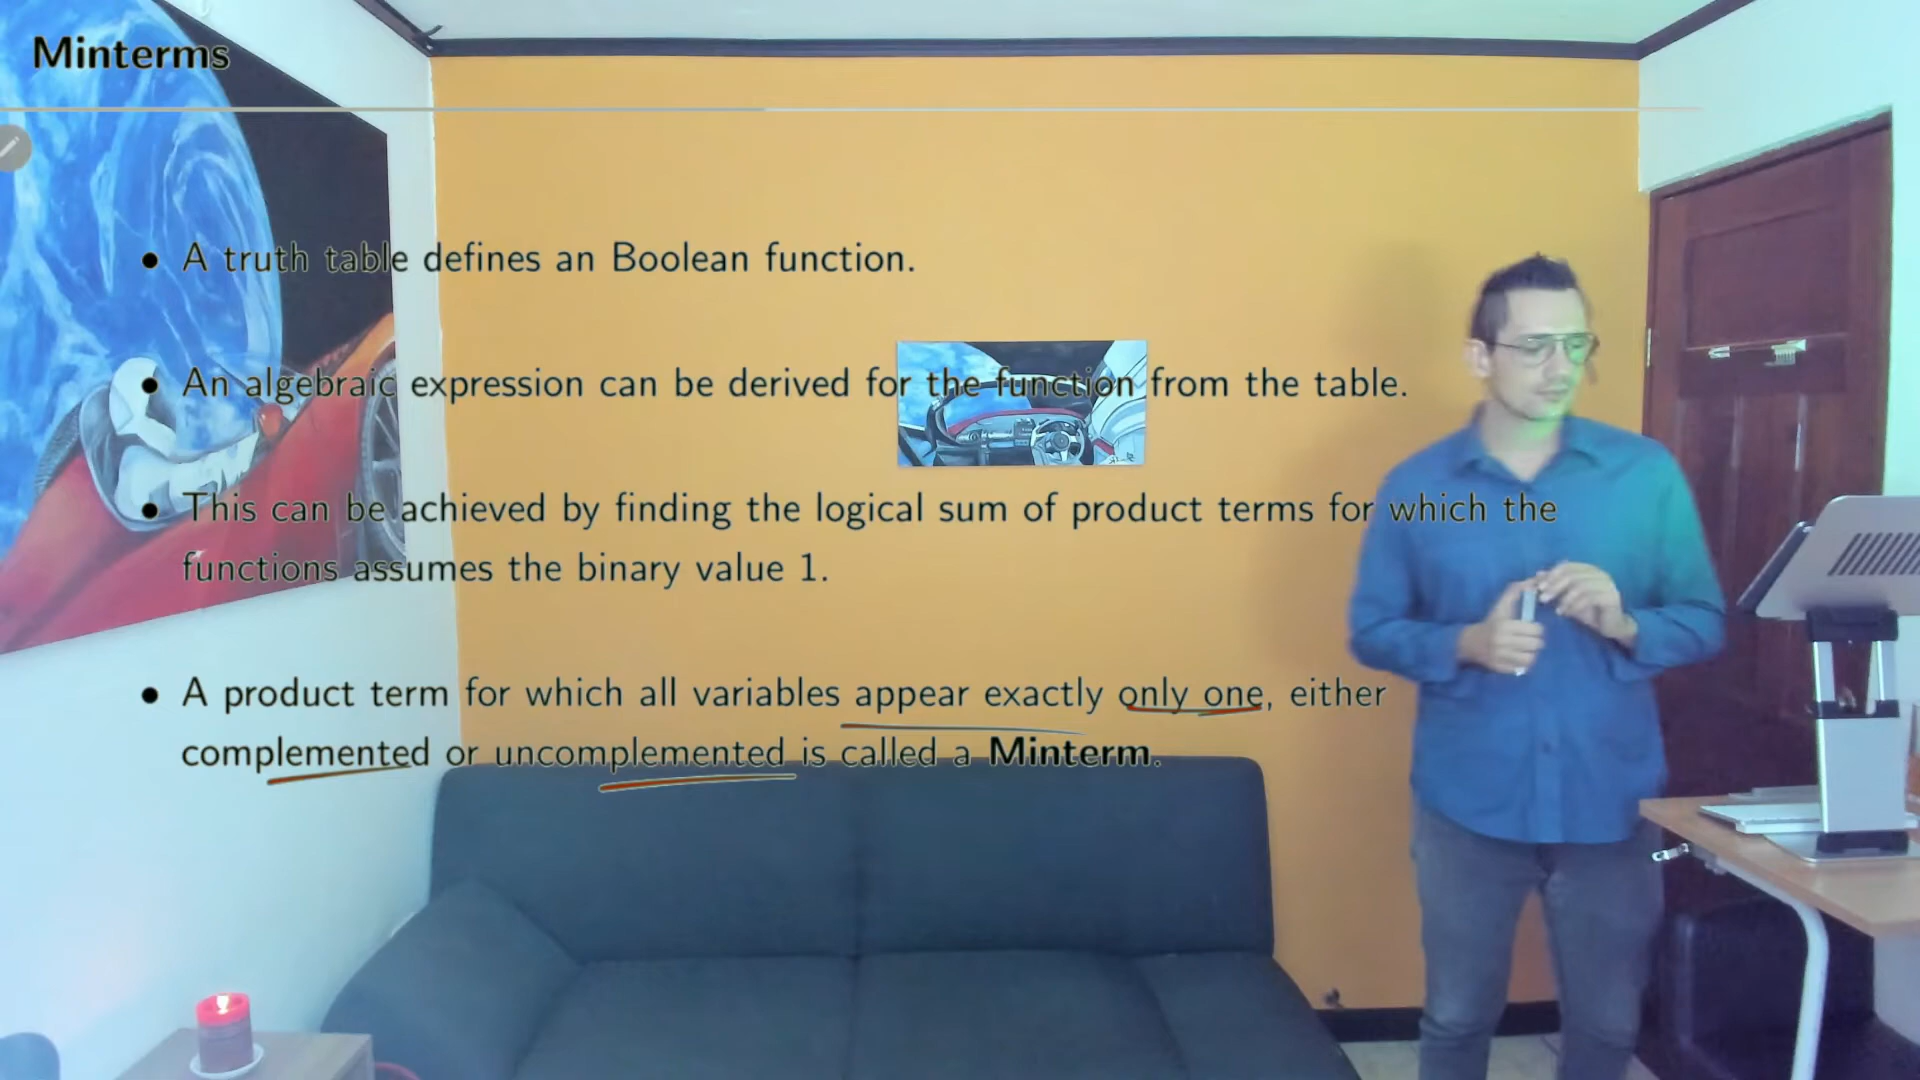 Minterms
• A truth table defines an Boolean function.
• An algebraic expression can be derived for the function from the table.
• This can be achieved by finding the logical sum of product terms for which the
functions assumes the binary value 1.
• A product term for which all variables appear exactly only one, either
complemented or uncomplemented is called a Minterm.